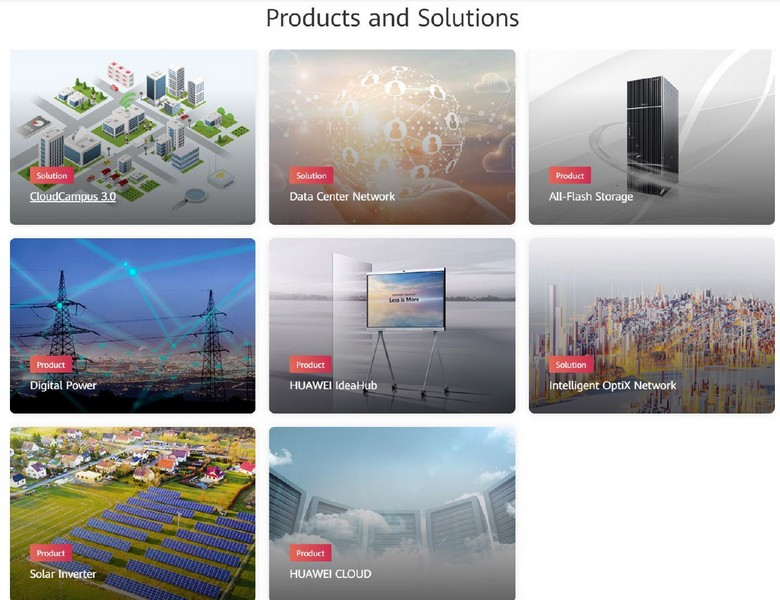 Products and Solutions
Solution
CloudCampus 3.0
Solution
Data Center Network
Product
All-Flash Storage
Product
Digital Power
Less is More
Product
HUAWEI IdeaHub
Solution
Intelligent OptiX Network
Product
Solar Inverter
Product
HUAWEI CLOUD